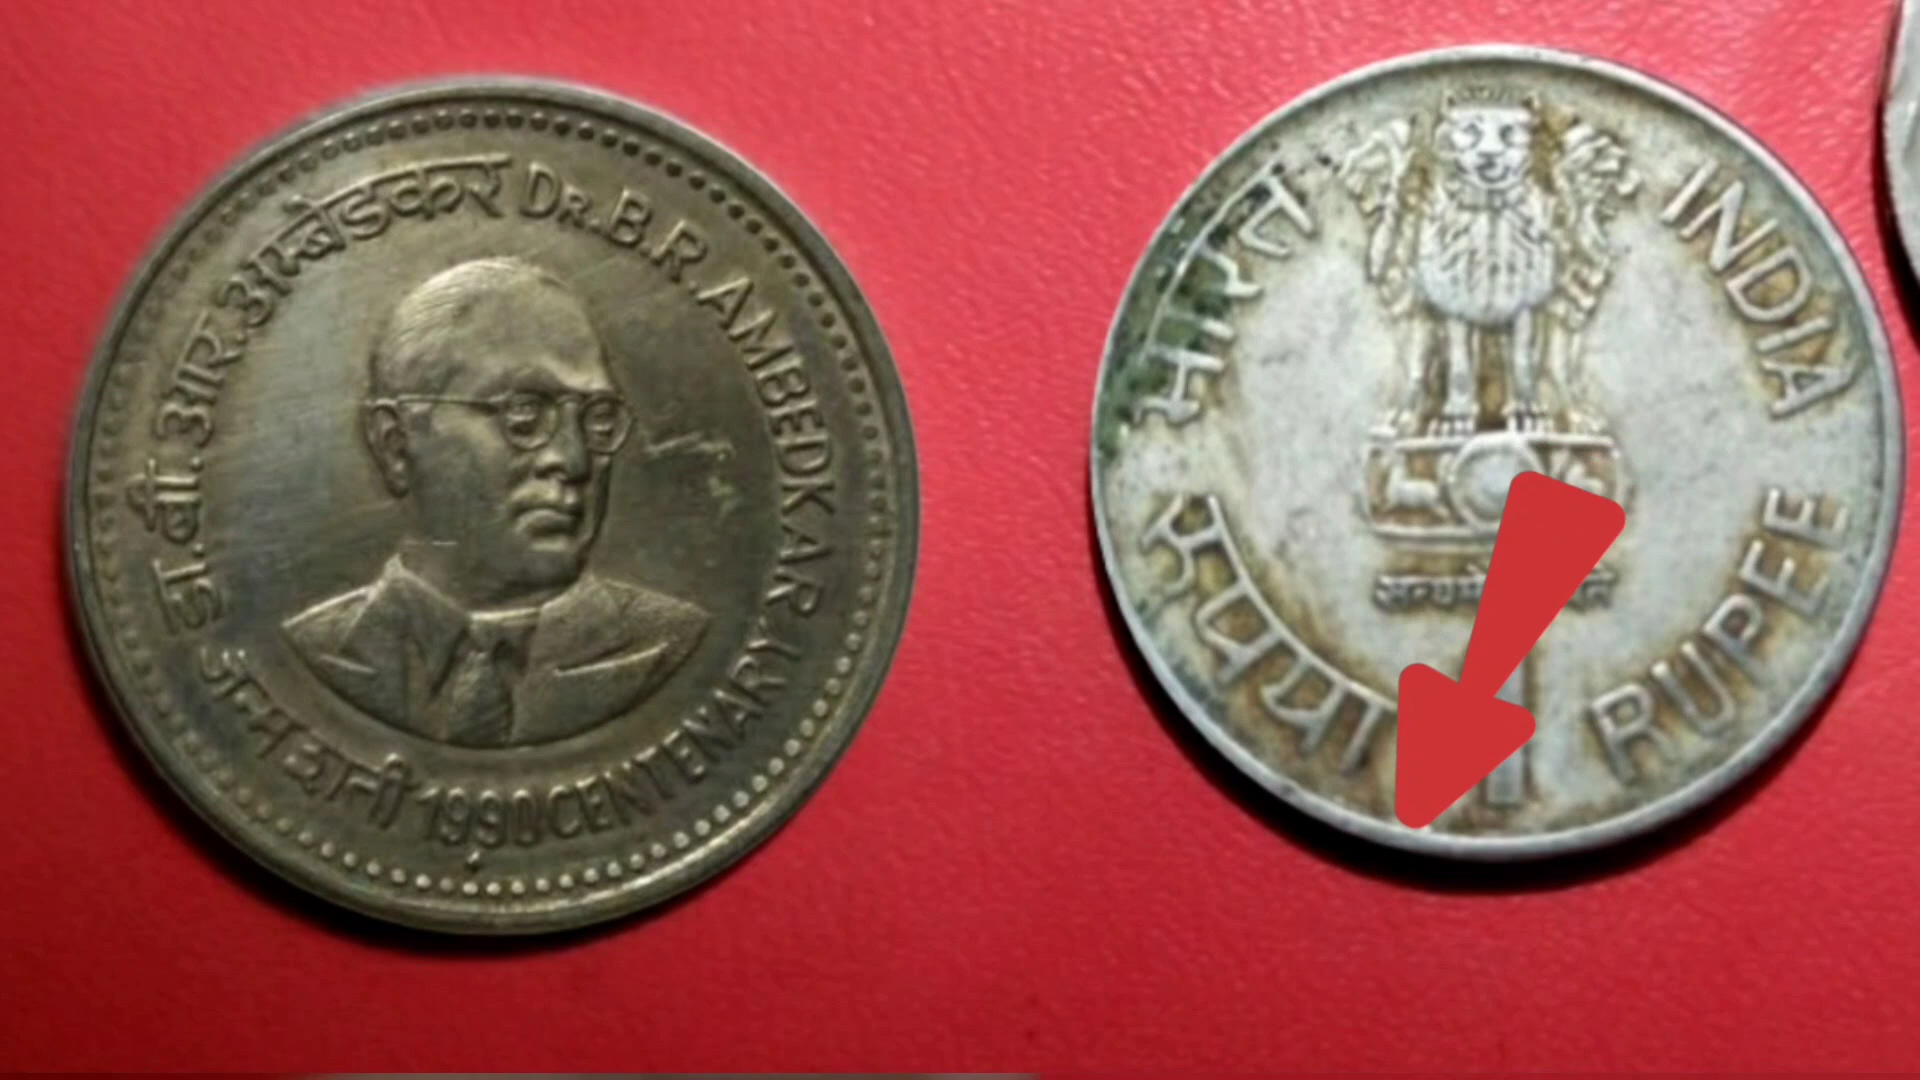 डा.बी.आर.अम्बेडकर DR.B.R.AMBEDKAR
जन्म शती 1990 CENTENARY
भारत INDIA
रुपया 1 RUPEE